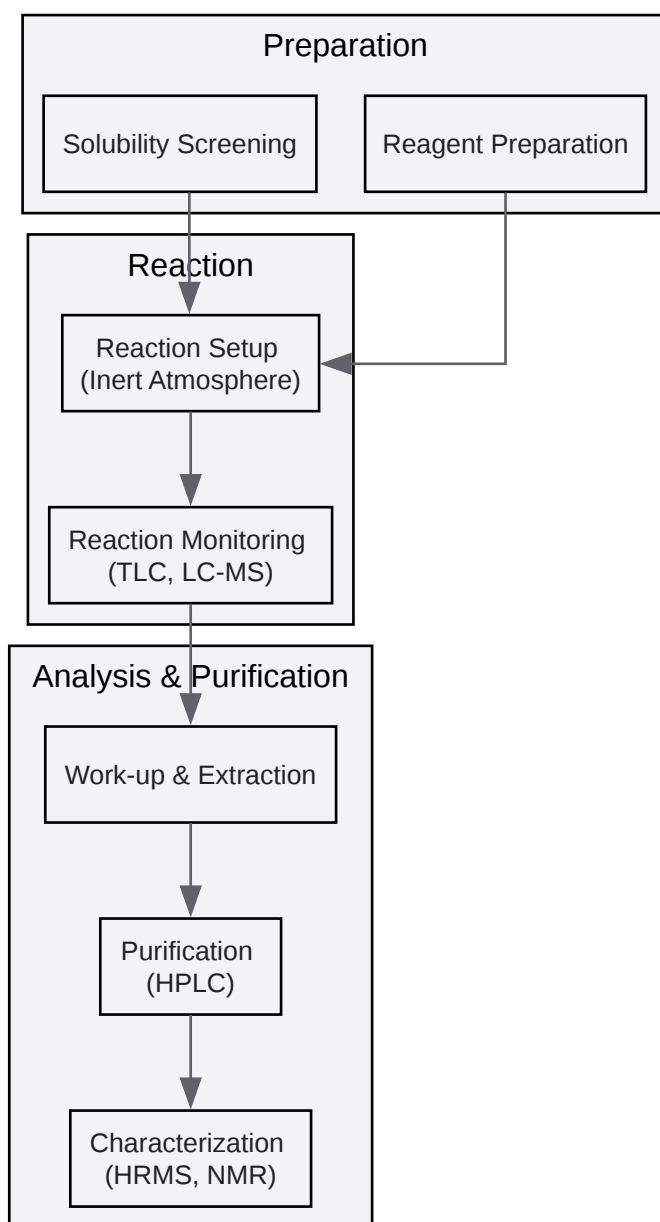 Preparation
Solubility Screening
Reagent Preparation
Reaction
Reaction Setup
(Inert Atmosphere)
Reaction Monitoring
(TLC, LC-MS)
Analysis & Purification
Work-up & Extraction
Purification
(HPLC)
Characterization
(HRMS, NMR)